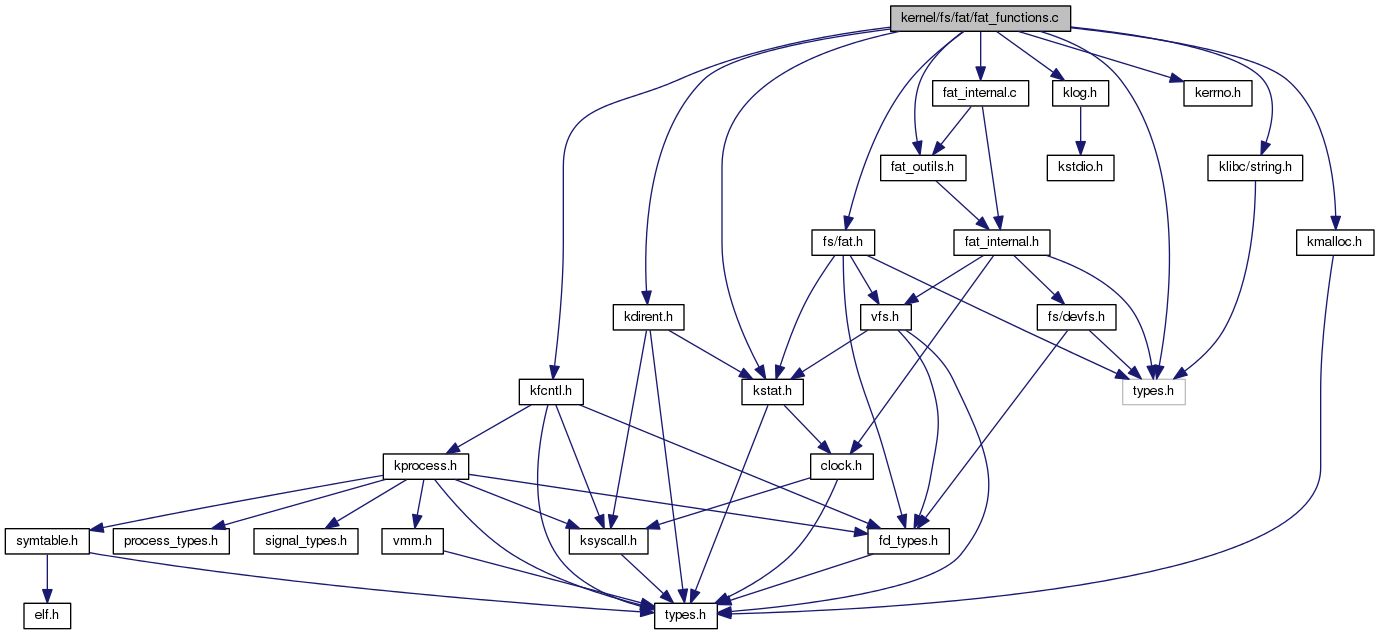 kernel/fs/fat/fat_functions.c
fat_internal.c
klog.h
kerrno.h
fat_outils.h
kstdio.h
klibc/string.h
fs/fat.h
fat_internal.h
kmalloc.h
kdirent.h
vfs.h
fs/devfs.h
kfcntl.h
kstat.h
types.h
kprocess.h
clock.h
symtable.h
process_types.h
signal_types.h
vmm.h
ksyscall.h
fd_types.h
elf.h
types.h